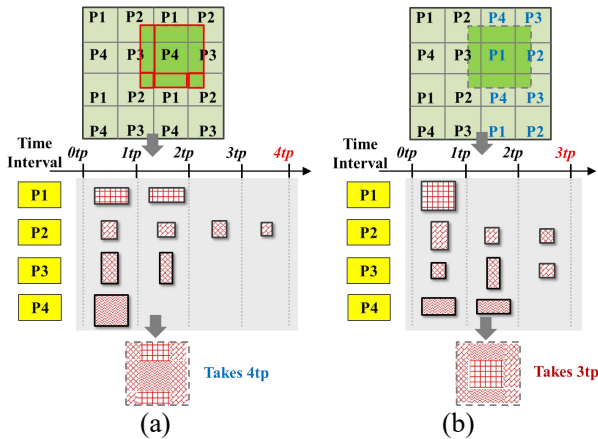 P1 P2 P1 P2
P4 P3 P4 P3
P1 P2 P1 P2
P4 P3 P4 P3
Time Interval 0tp 1tp 2tp 3tp 4tp
P1
P2
P3
P4
Takes 4tp
(a)
P1 P2 P4 P3
P4 P3 P1 P2
P1 P2 P4 P3
P4 P3 P1 P2
Time Interval 0tp 1tp 2tp 3tp
P1
P2
P3
P4
Takes 3tp
(b)